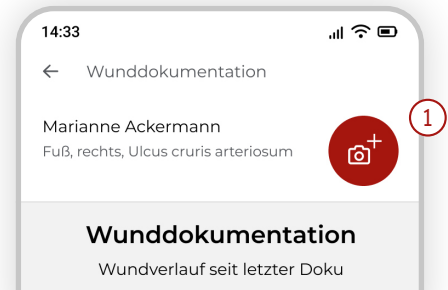 14:33
Wunddokumentation
Marianne Ackermann
Fuß, rechts, Ulcus cruris arteriosum
1
Wunddokumentation
Wundverlauf seit letzter Doku